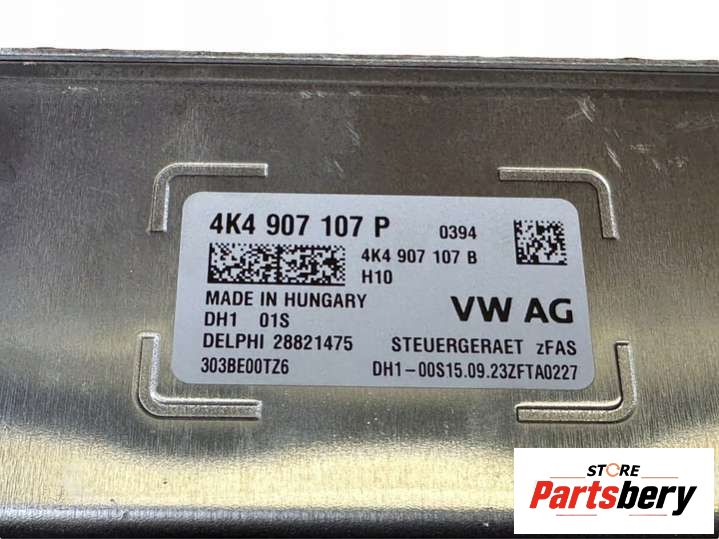 4K4 907 107 P 0394
4K4 907 107 B
H10
MADE IN HUNGARY
DH1 01S
VW AG
DELPHI 28821475
STEUERGERAET zFAS
303BE00TZ6
DH1-00S15.09.23ZFTA0227
STORE
Partsbery